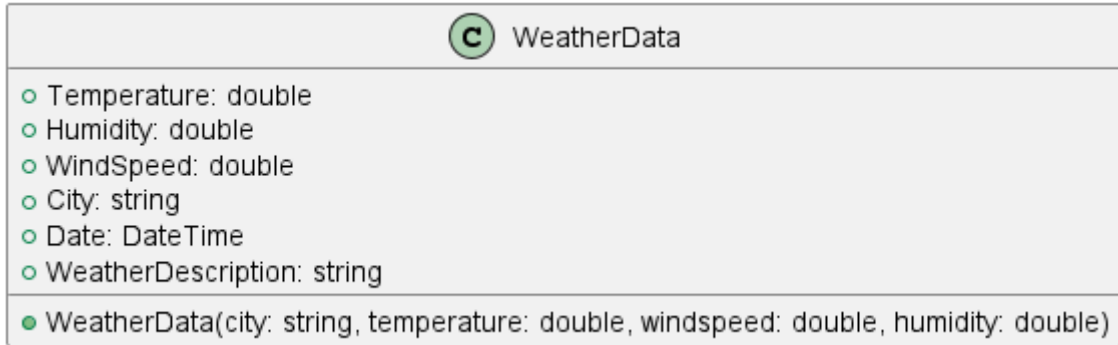 C WeatherData
Temperature: double
Humidity: double
WindSpeed: double
City: string
Date: DateTime
WeatherDescription: string
WeatherData(city: string, temperature: double, windspeed: double, humidity: double)